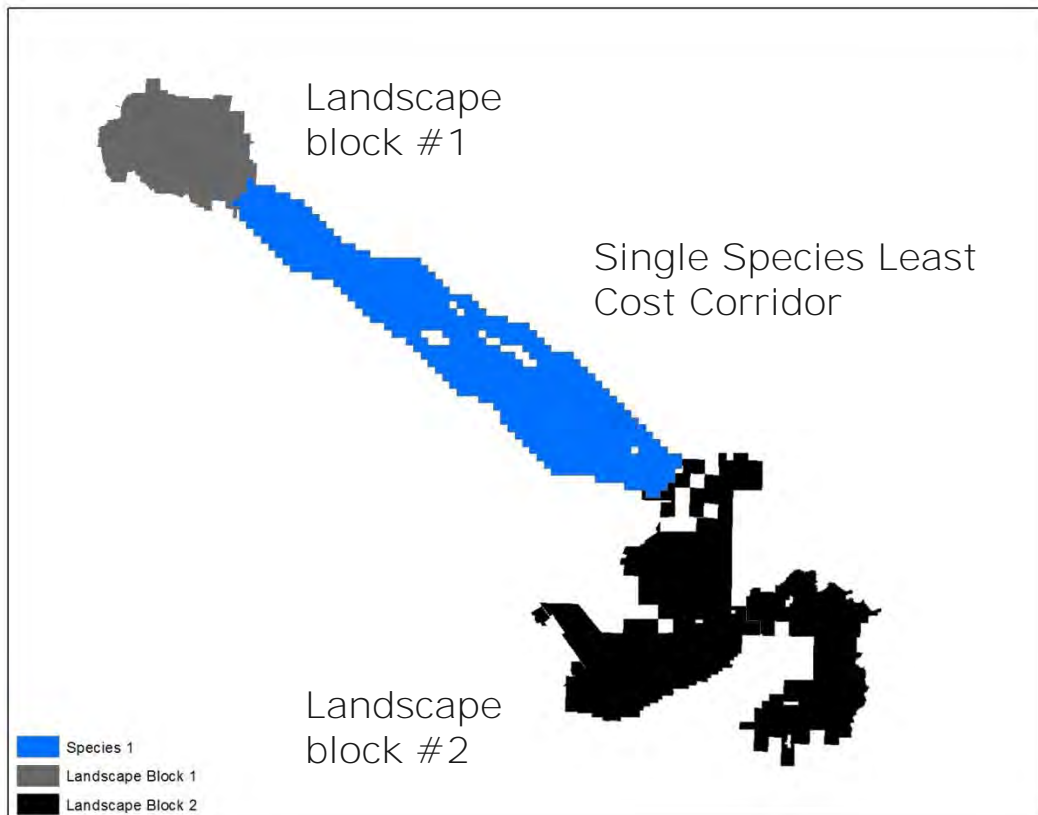 Landscape
block #1
Single Species Least
Cost Corridor
Landscape
block #2
Species 1
Landscape Block 1
Landscape Block 2